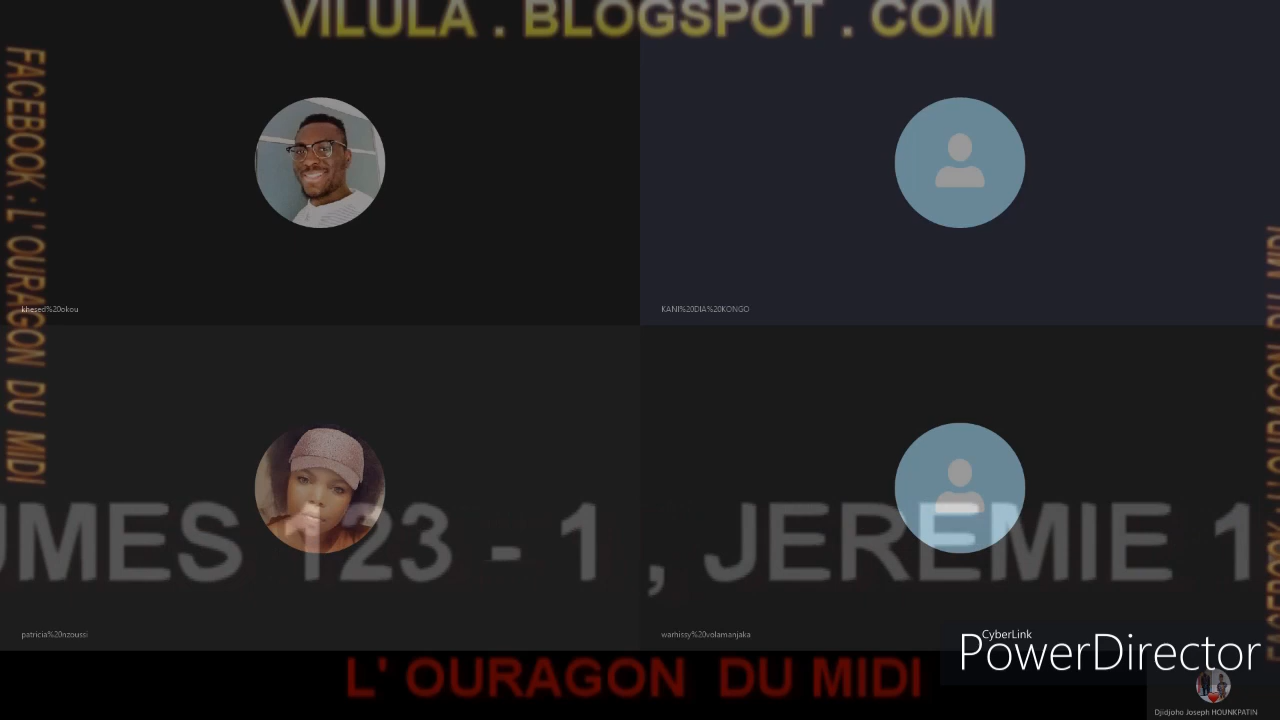 VILULA . BLOGSPOT . COM
FACEBOOK : L' OURAGON DU MIDI
khesed%20okou
KANI%20DIA%20KONGO
UMES 123 - 1 , JEREMIE 1
patricia%20nzoussi
warhissy%20volamanjaka
CyberLink
PowerDirector
L' OURAGON DU MIDI
Djidjoho Joseph HOUNKPATIN